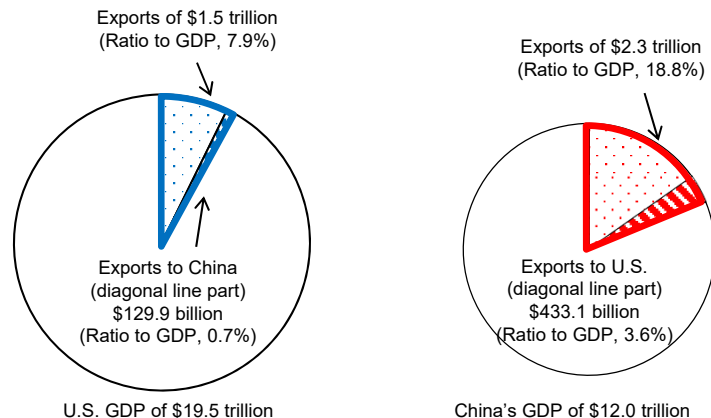 Exports of $1.5 trillion
(Ratio to GDP, 7.9%)
Exports to China
(diagonal line part)
$129.9 billion
(Ratio to GDP, 0.7%)
U.S. GDP of $19.5 trillion
Exports of $2.3 trillion
(Ratio to GDP, 18.8%)
Exports to U.S.
(diagonal line part)
$433.1 billion
(Ratio to GDP, 3.6%)
China’s GDP of $12.0 trillion